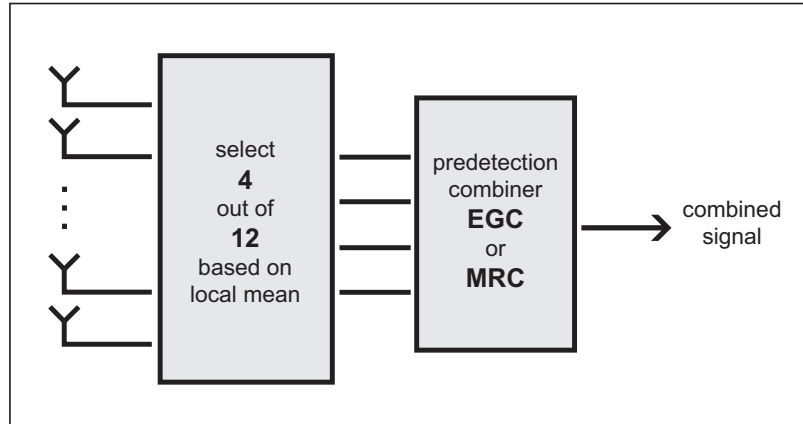 select
4
out of
12
based on
local mean
predetection
combiner
EGC
or
MRC
combined
signal